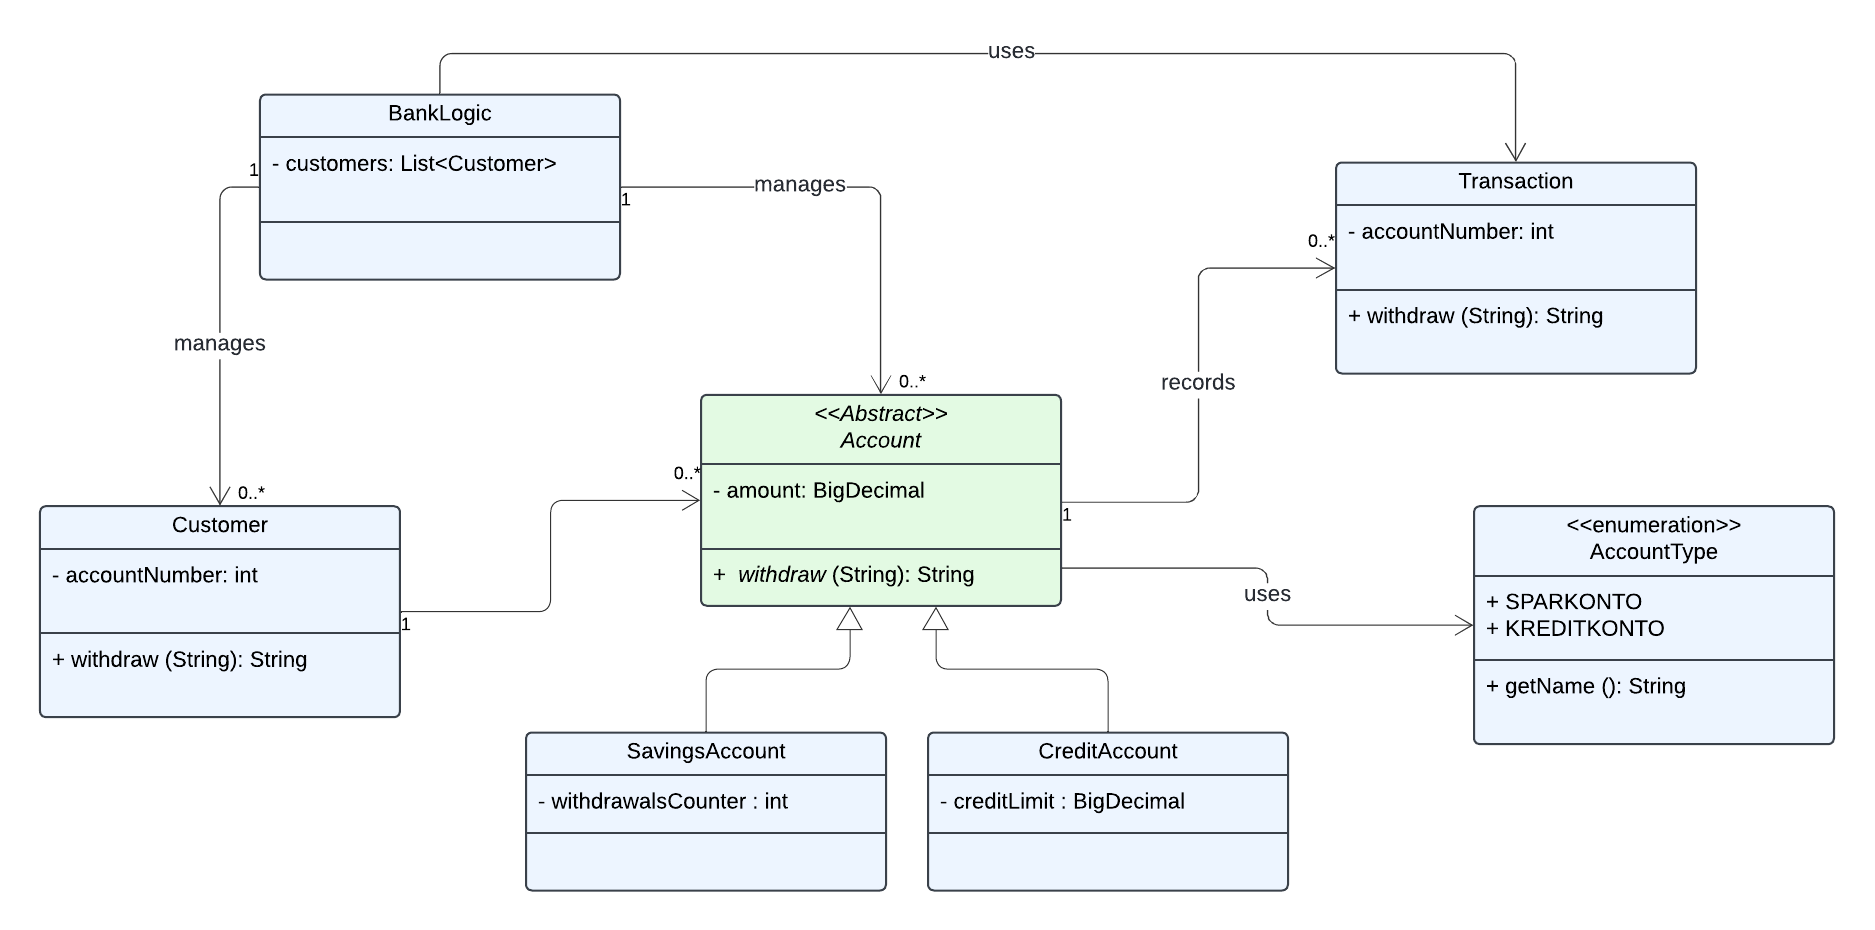 uses
BankLogic
- customers: List<Customer>
1
manages
1
manages
0..*
Transaction
- accountNumber: int
+ withdraw (String): String
0..*
records
0..*
<<Abstract>>
Account
- amount: BigDecimal
+  withdraw (String): String
0..*
1
Customer
- accountNumber: int
+ withdraw (String): String
1
uses
<<enumeration>>
AccountType
+ SPARKONTO
+ KREDITKONTO
+ getName (): String
SavingsAccount
- withdrawalsCounter : int
CreditAccount
- creditLimit : BigDecimal